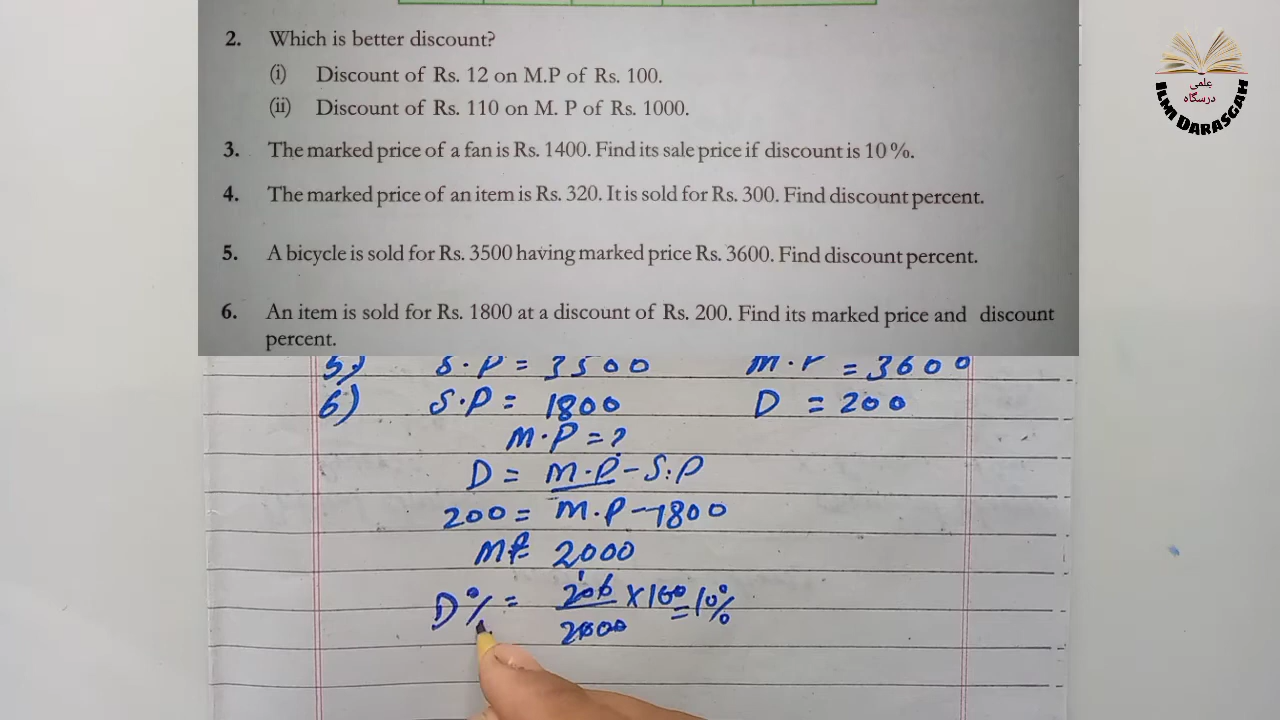 2. Which is better discount?
(i) Discount of Rs. 12 on M.P of Rs. 100.
(ii) Discount of Rs. 110 on M. P of Rs. 1000.
3. The marked price of a fan is Rs. 1400. Find its sale price if discount is 10%.
4. The marked price of an item is Rs. 320. It is sold for Rs. 300. Find discount percent.
5. A bicycle is sold for Rs. 3500 having marked price Rs. 3600. Find discount percent.
6. An item is sold for Rs. 1800 at a discount of Rs. 200. Find its marked price and discount
percent.
علمی
درسگاہ
ILMI DARASGAH
5) S.P = 3500 M.P = 3600
6) S.P = 1800 D = 200
M.P = ?
D = M.P - S.P
200 = M.P - 1800
MP = 2000
D% = 200/2000 × 100 = 10%